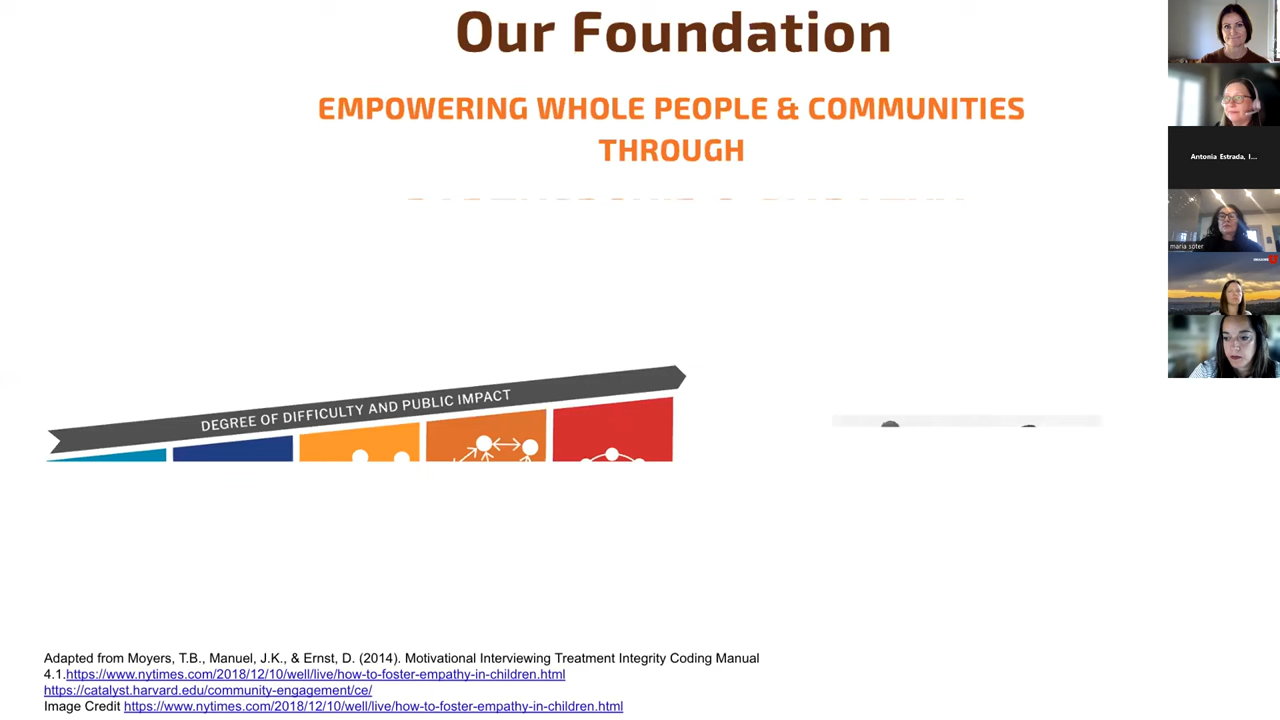 Our Foundation
EMPOWERING WHOLE PEOPLE & COMMUNITIES
THROUGH
DEGREE OF DIFFICULTY AND PUBLIC IMPACT
Adapted from Moyers, T.B., Manuel, J.K., & Ernst, D. (2014). Motivational Interviewing Treatment Integrity Coding Manual
4.1.https://www.nytimes.com/2018/12/10/well/live/how-to-foster-empathy-in-children.html
https://catalyst.harvard.edu/community-engagement/ce/
Image Credit https://www.nytimes.com/2018/12/10/well/live/how-to-foster-empathy-in-children.html
Antonia Estrada, I...
maria soter